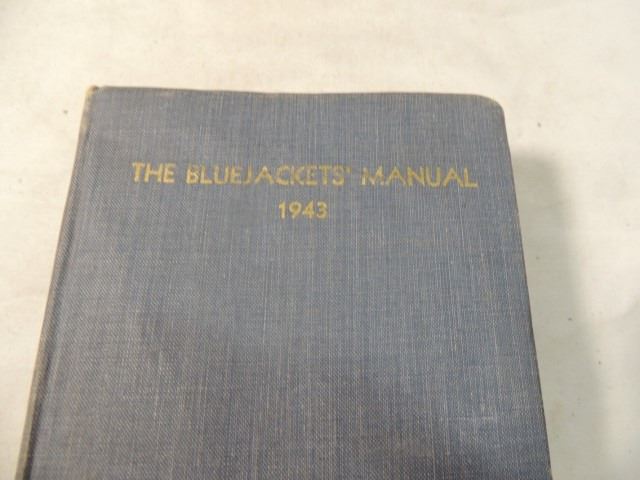 THE BLUEJACKETS' MANUAL
1943